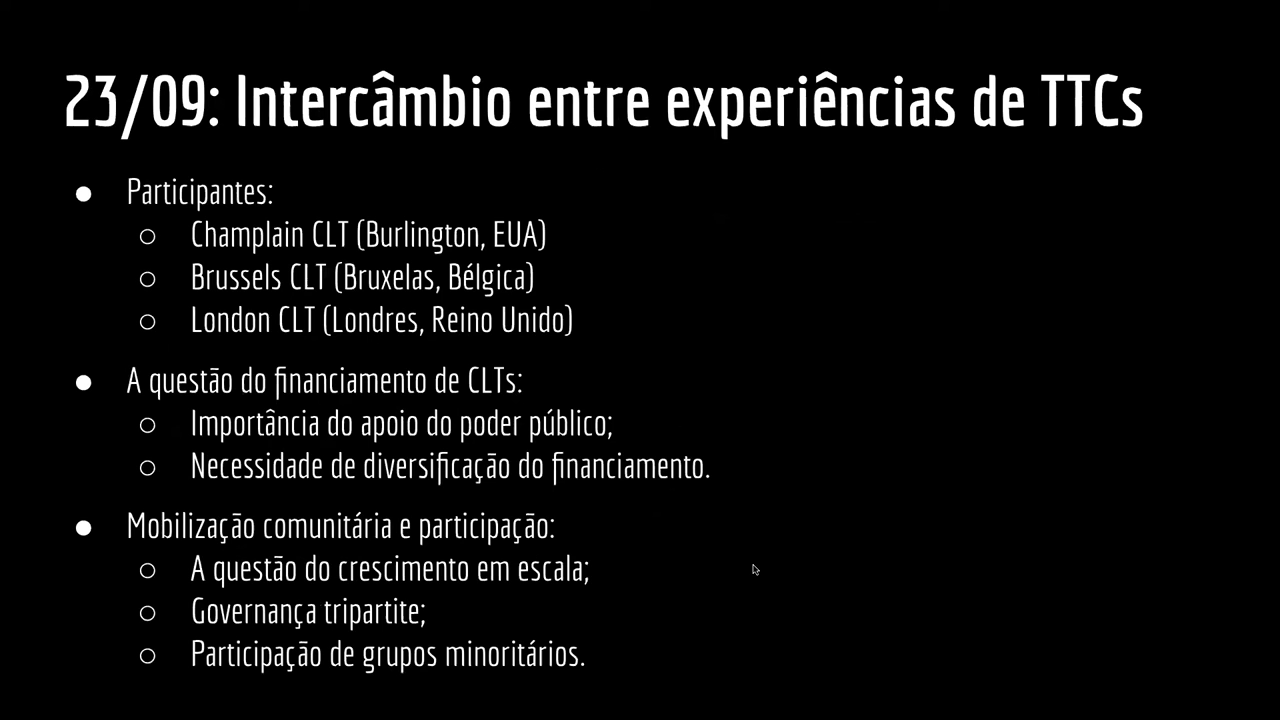 23/09: Intercâmbio entre experiências de TTCs
● Participantes:
○ Champlain CLT (Burlington, EUA)
○ Brussels CLT (Bruxelas, Bélgica)
○ London CLT (Londres, Reino Unido)
● A questão do financiamento de CLTs:
○ Importância do apoio do poder público;
○ Necessidade de diversificação do financiamento.
● Mobilização comunitária e participação:
○ A questão do crescimento em escala;
○ Governança tripartite;
○ Participação de grupos minoritários.